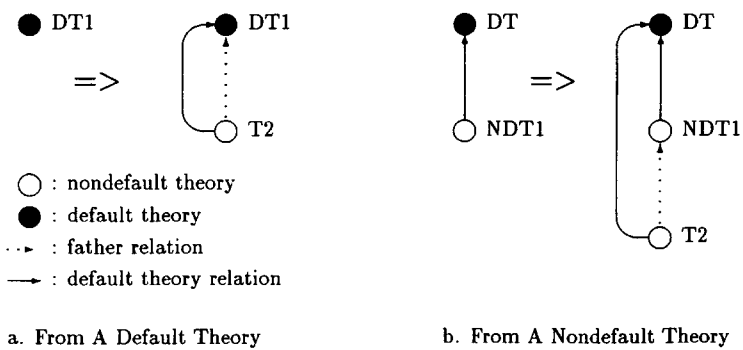 DT1
=>
DT1
T2
DT
NDT1
=>
DT
NDT1
T2
: nondefault theory
: default theory
: father relation
: default theory relation
a. From A Default Theory
b. From A Nondefault Theory